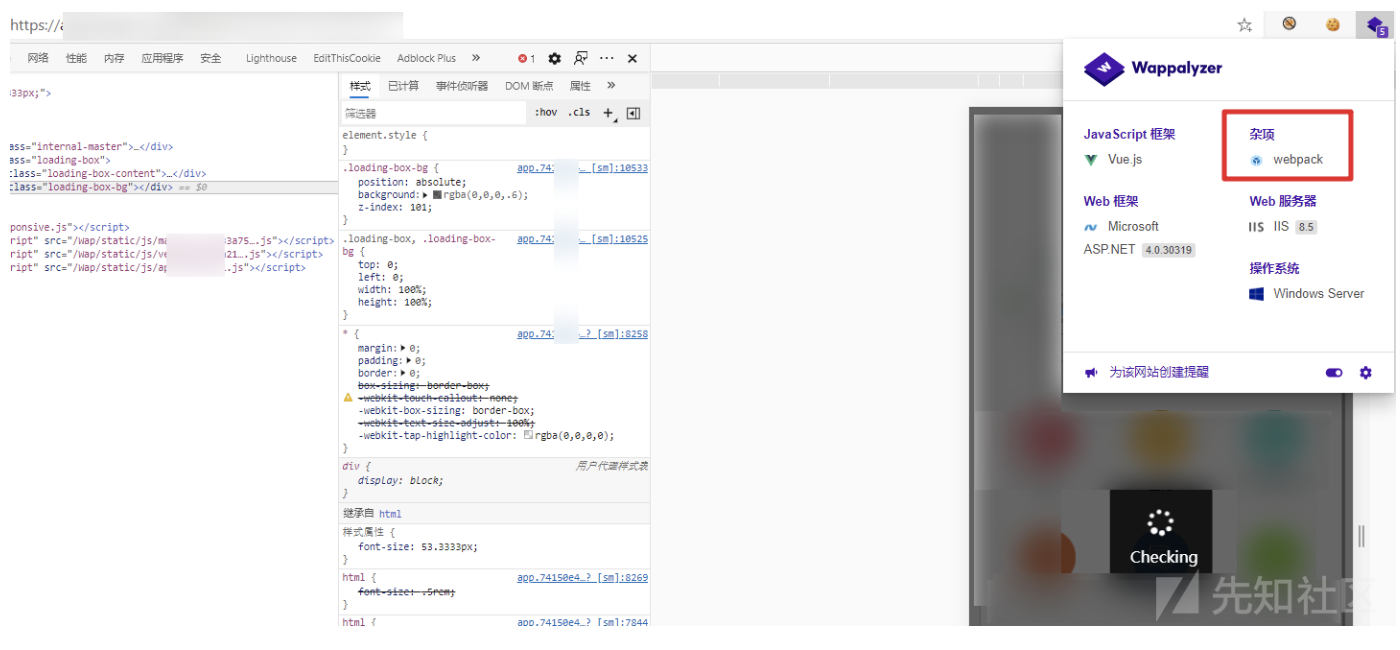 https://
网络 性能 内存 应用程序 安全 Lighthouse EditThisCookie Adblock Plus » 1 ··· ×
5
Wappalyzer
JavaScript 框架
Vue.js
杂项
webpack
Web 框架
Microsoft
ASP.NET 4.0.30319
Web 服务器
IIS 8.5
操作系统
Windows Server
为该网站创建提醒
33px;">
ass="internal-master">…</div>
ass="loading-box">
class="loading-box-content">…</div>
class="loading-box-bg"></div> == $0
ponsive.js"></script>
ript" src="/Wap/static/js/ma 3a75….js"></script>
ript" src="/Wap/static/js/ve 21….js"></script>
ript" src="/Wap/static/js/ap ….js"></script>
样式 已计算 事件侦听器 DOM 断点 属性 »
筛选器 :hov .cls +
element.style {
}
.loading-box-bg { app.741 …_[sm]:10533
position: absolute;
background: rgba(0,0,0,.6);
z-index: 101;
}
.loading-box, .loading-box- app.741 …_[sm]:10525
bg {
top: 0;
left: 0;
width: 100%;
height: 100%;
}
* { app.741 …?_[sm]:8258
margin: 0;
padding: 0;
border: 0;
box-sizing: border-box;
-webkit-touch-callout: none;
-webkit-box-sizing: border-box;
-webkit-text-size-adjust: 100%;
-webkit-tap-highlight-color: rgba(0,0,0,0);
}
div { 用户代理样式表
display: block;
}
继承自 html
样式属性 {
font-size: 53.3333px;
}
html { app.74150e4…?_[sm]:8269
font-size: .5rem;
}
html { app.74150e4…?_[sm]:7844
Checking
先知社区